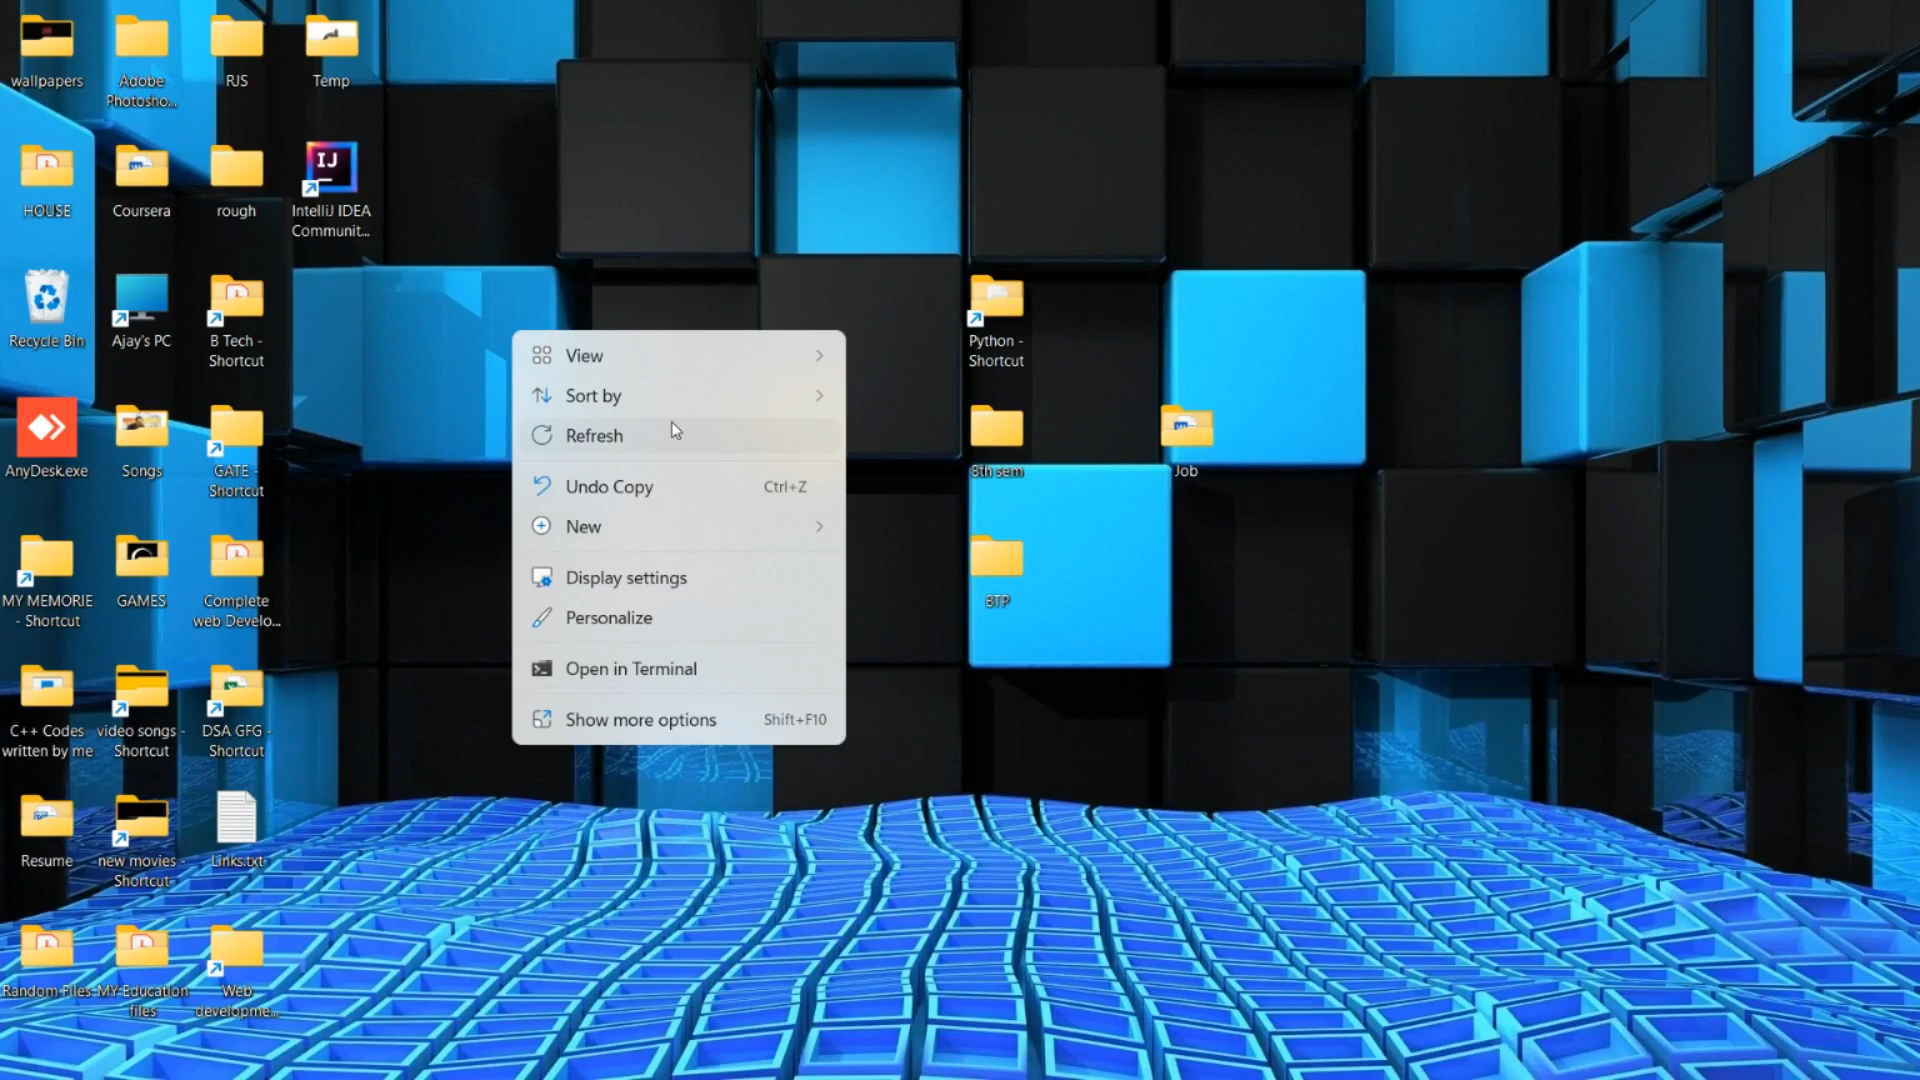 wallpapers
Adobe
Photosho...
RJS
Temp
HOUSE
Coursera
rough
IJ
IntelliJ IDEA
Communit...
Recycle Bin
Ajay's PC
B Tech -
Shortcut
Python -
Shortcut
AnyDesk.exe
Songs
GATE -
Shortcut
8th sem
Job
MY MEMORIE
- Shortcut
GAMES
Complete
web Develo...
BTP
C++ Codes
written by me
video songs -
Shortcut
DSA GFG -
Shortcut
Resume
new movies -
Shortcut
Links.txt
Random Files
MY Education
files
Web
developme...
View
Sort by
Refresh
Undo Copy Ctrl+Z
New
Display settings
Personalize
Open in Terminal
Show more options Shift+F10